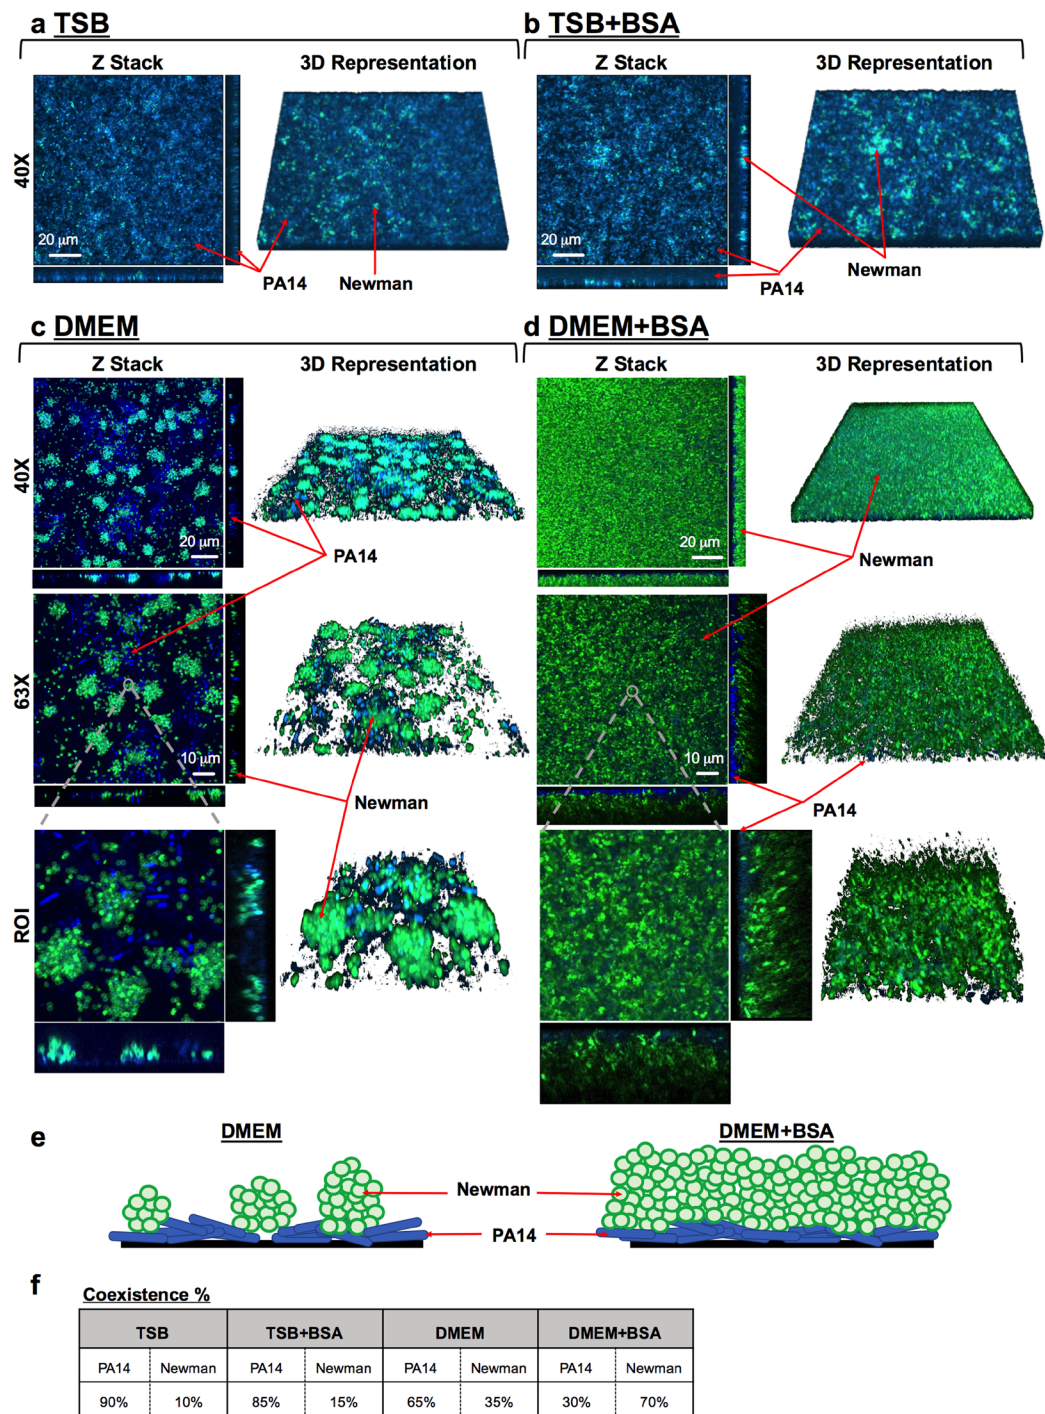 a TSB
b TSB+BSA
Z Stack
3D Representation
Z Stack
3D Representation
40X
20 µm
20 µm
PA14
Newman
Newman
PA14
c DMEM
d DMEM+BSA
Z Stack
3D Representation
Z Stack
3D Representation
40X
20 µm
20 µm
PA14
Newman
63X
10 µm
10 µm
Newman
PA14
ROI
e
DMEM
DMEM+BSA
Newman
PA14
f
Coexistence %
TSB TSB+BSA DMEM DMEM+BSA
PA14 Newman PA14 Newman PA14 Newman PA14 Newman
90% 10% 85% 15% 65% 35% 30% 70%